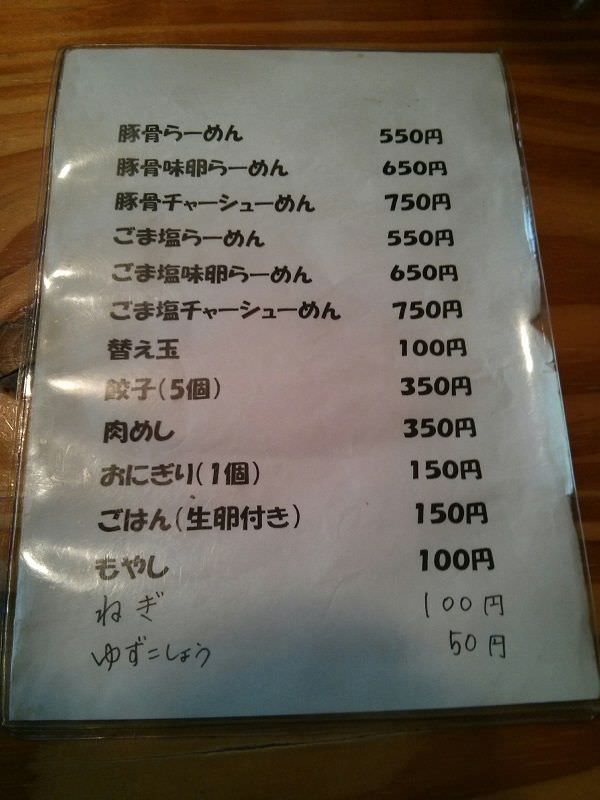 豚骨らーめん 550円
豚骨味卵らーめん 650円
豚骨チャーシューめん 750円
ごま塩らーめん 550円
ごま塩味卵らーめん 650円
ごま塩チャーシューめん 750円
替え玉 100円
餃子(5個) 350円
肉めし 350円
おにぎり(1個) 150円
ごはん(生卵付き) 150円
もやし 100円
ねぎ 100円
ゆずこしょう 50円